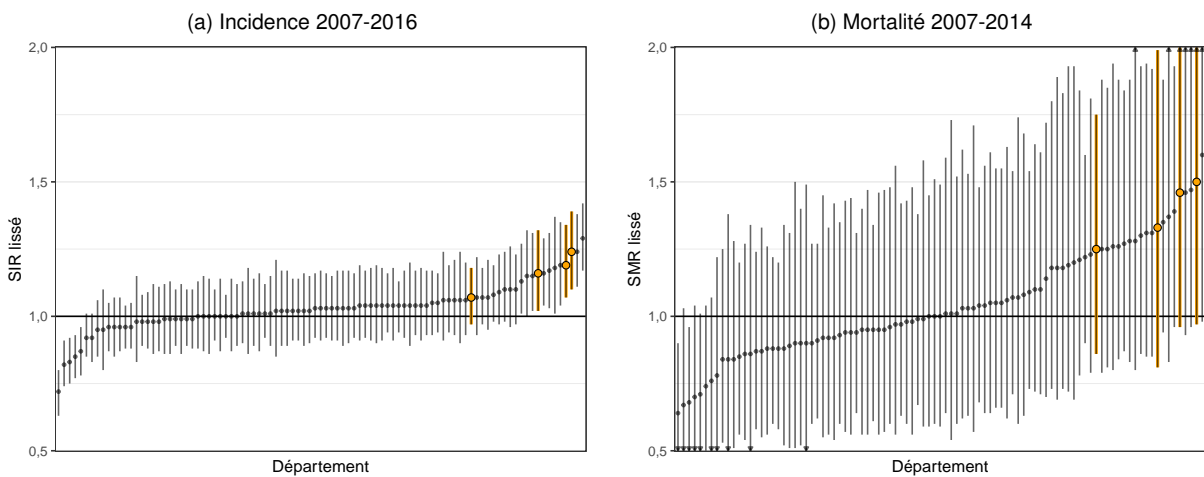 (a) Incidence 2007-2016
2,0
1,5
1,0
0,5
SIR lissé
Département
(b) Mortalité 2007-2014
2,0
1,5
1,0
0,5
SMR lissé
Département